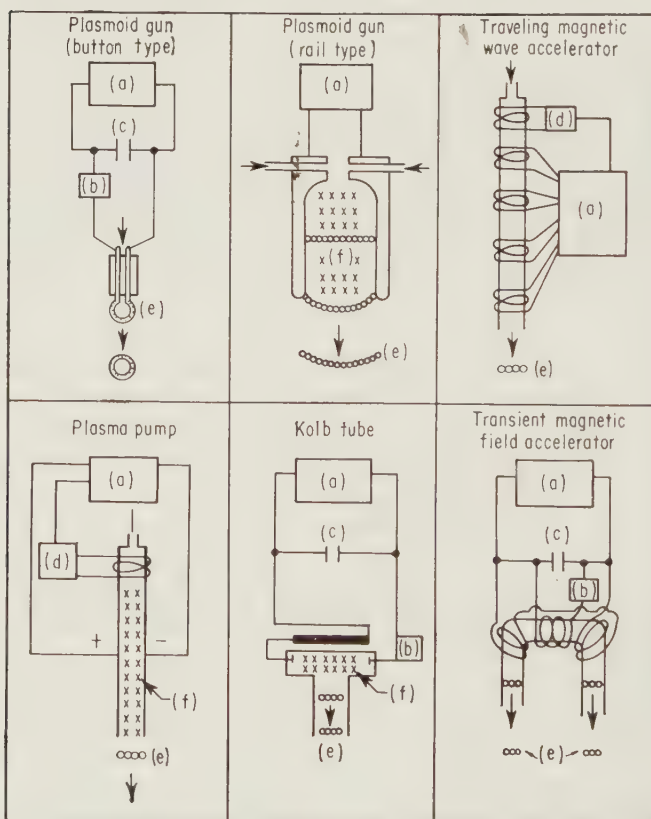 Plasmoid gun
(button type)
(a)
(c)
(b)
(e)
Plasmoid gun
(rail type)
(a)
x x x x
x x x x
x x x x
x (f) x
x x x x
x x x x
(e)
Traveling magnetic
wave accelerator
(d)
(a)
(e)
Plasma pump
(a)
(d)
x x
x x
x x
x x
+ x x −
x x
x x
x x
x x
(f)
x x
(e)
Kolb tube
(a)
(c)
(b)
x x x x x x
x x x x x x
(f)
(e)
Transient magnetic
field accelerator
(a)
(c)
(b)
(e)